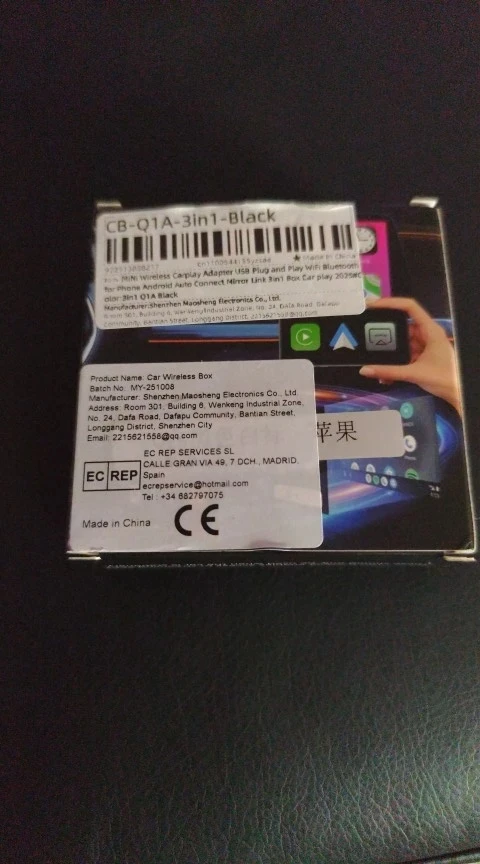 CB-Q1A-3in1-Black
Made in China
Mini Wireless Carplay Adapter USB Plug and Play WiFi Bluetooth
for Phone Android Auto Connect Mirror Link 3in1 Box Car play
olor:3in1 Q1A Black
Manufacturer:Shenzhen Maosheng Electronics Co., Ltd.
Product Name: Car Wireless Box
Batch No. MY-251008
Manufacturer: Shenzhen Maosheng Electronics Co., Ltd.
Address: Room 301, Building 6, Wenkeng Industrial Zone,
No. 24, Dafa Road, Dafapu Community, Bantian Street,
Longgang District, Shenzhen City
Email: 2215621558@qq.com
EC REP
EC REP SERVICES SL
CALLE GRAN VIA 49, 7 DCH., MADRID.
Spain
ecrepservice@hotmail.com
Tel : +34 682797075
Made in China
CE
苹果